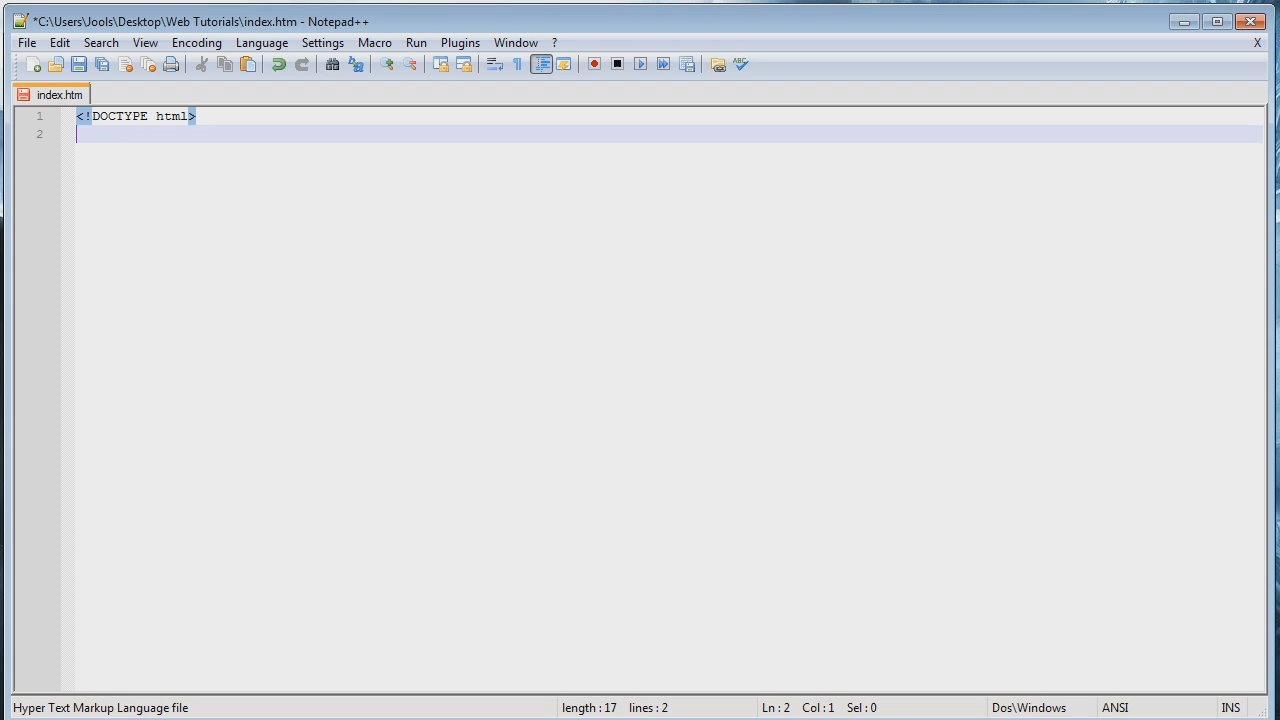 *C:\Users\Jools\Desktop\Web Tutorials\index.htm - Notepad++
File Edit Search View Encoding Language Settings Macro Run Plugins Window ? X
ABC
index.htm
1 <!DOCTYPE html>
2
Hyper Text Markup Language file length : 17 lines : 2 Ln : 2 Col : 1 Sel : 0 Dos\Windows ANSI INS